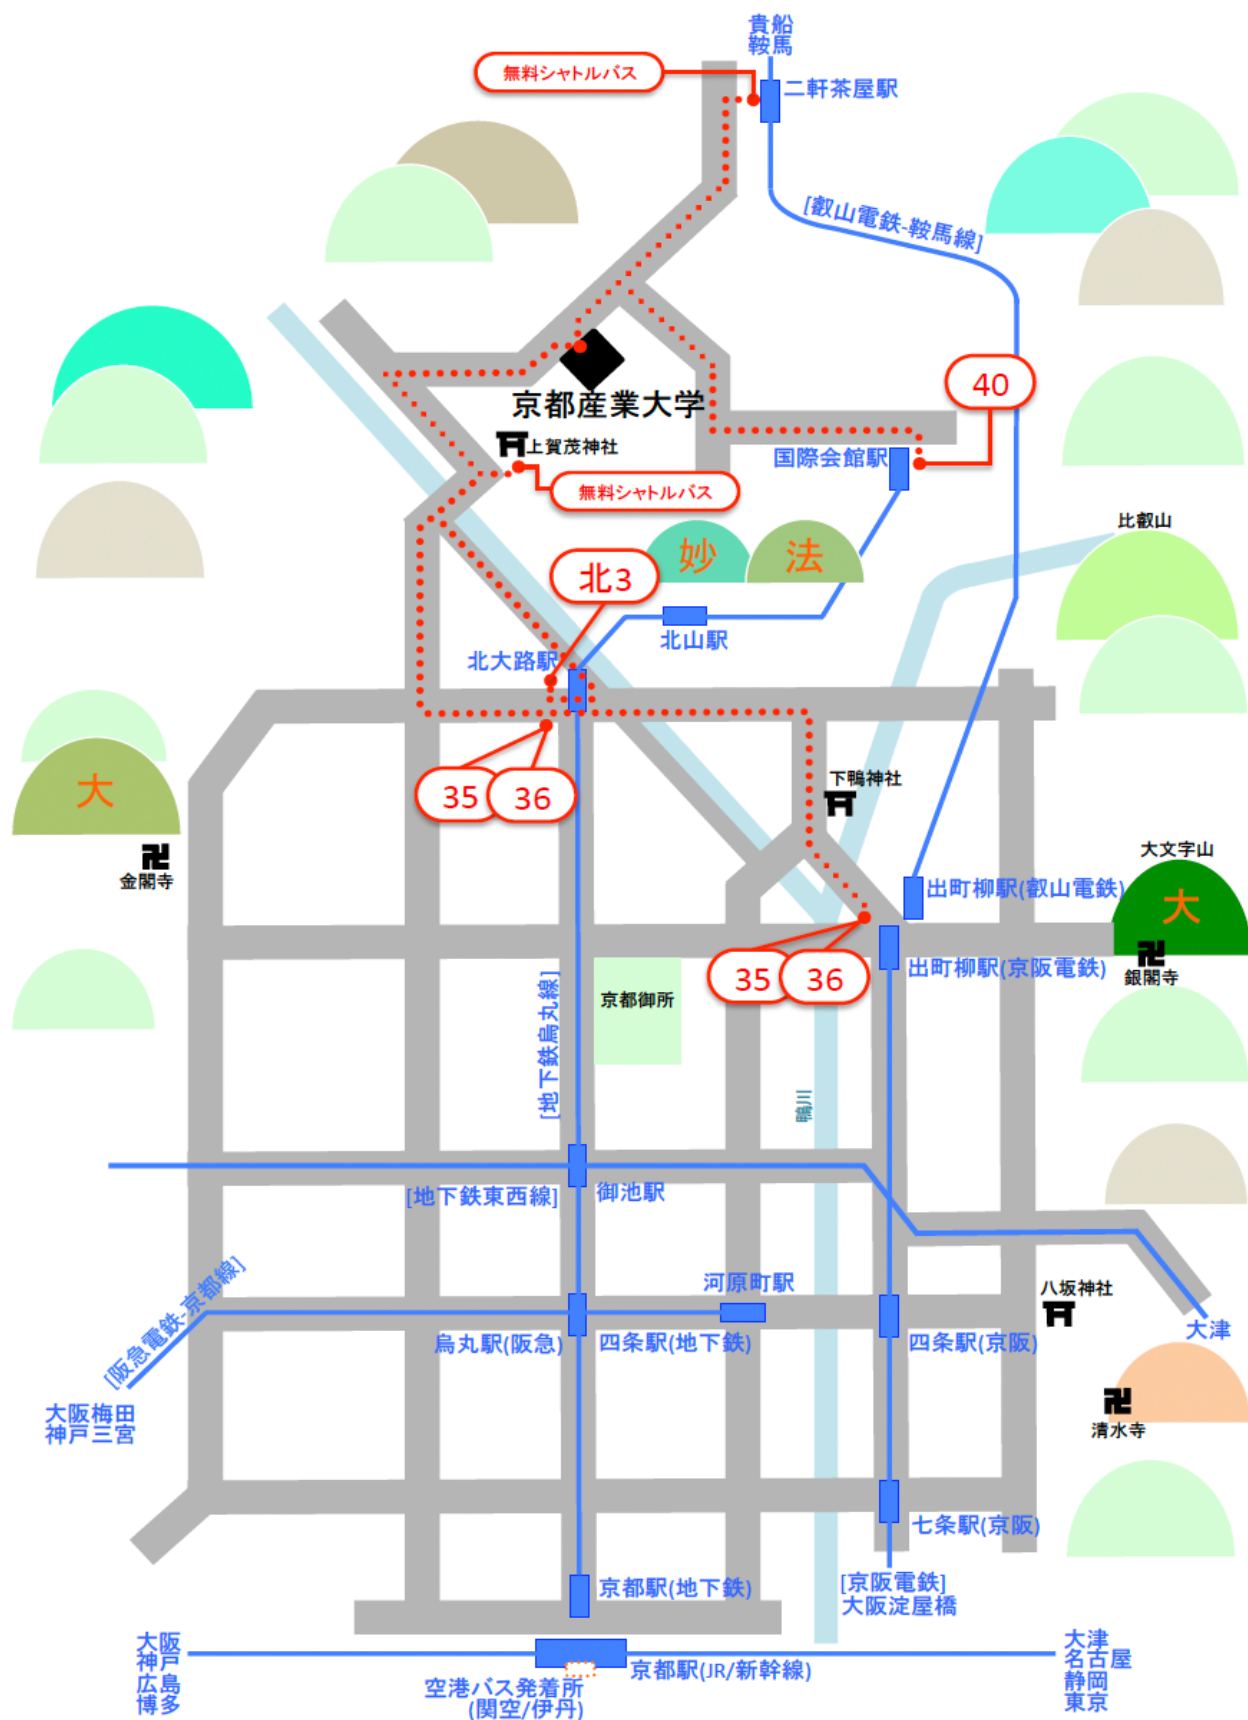 貴船
鞍馬
無料シャトルバス
二軒茶屋駅
[叡山電鉄-鞍馬線]
40
京都産業大学
上賀茂神社
国際会館駅
無料シャトルバス
比叡山
妙
法
北3
北山駅
北大路駅
大
35
36
下鴨神社
金閣寺
大文字山
出町柳駅(叡山電鉄)
大
銀閣寺
出町柳駅(京阪電鉄)
35
36
[地下鉄烏丸線]
京都御所
鴨川
[地下鉄東西線]
御池駅
[阪急電鉄-京都線]
河原町駅
八坂神社
大津
烏丸駅(阪急)
四条駅(地下鉄)
四条駅(京阪)
大阪梅田
神戸三宮
清水寺
七条駅(京阪)
京都駅(地下鉄)
[京阪電鉄]
大阪淀屋橋
大阪
神戸
広島
博多
京都駅(JR/新幹線)
空港バス発着所
(関空/伊丹)
大津
名古屋
静岡
東京